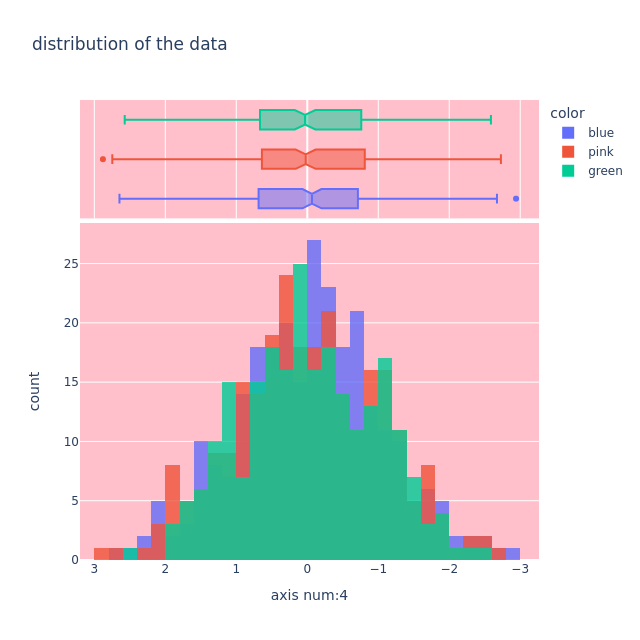 distribution of the data
color
blue
pink
green
count
25
20
15
10
5
0
3
2
1
0
−1
−2
−3
axis num:4